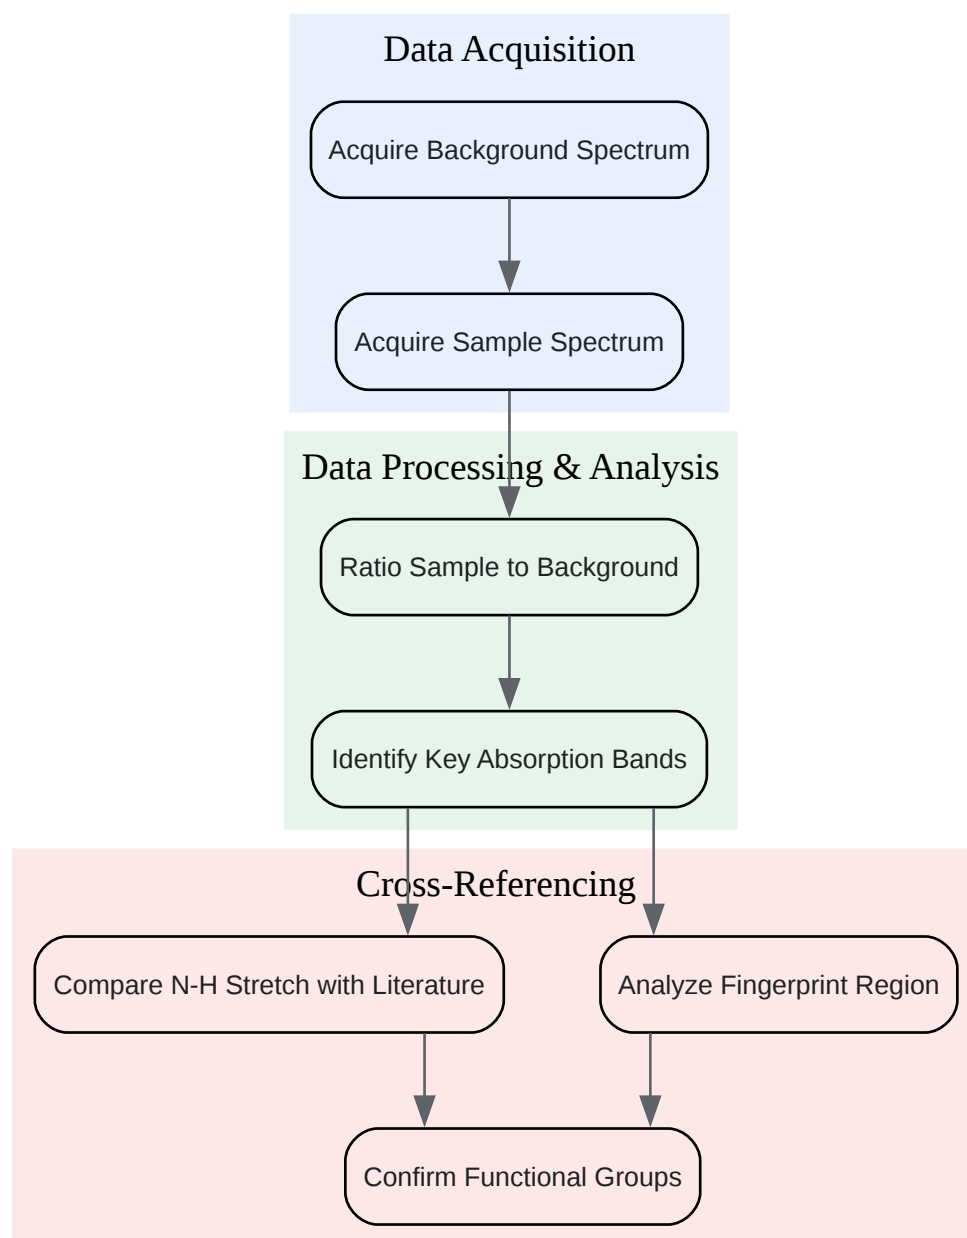 Data Acquisition
Acquire Background Spectrum
Acquire Sample Spectrum
Data Processing & Analysis
Ratio Sample to Background
Identify Key Absorption Bands
Cross-Referencing
Compare N-H Stretch with Literature
Analyze Fingerprint Region
Confirm Functional Groups